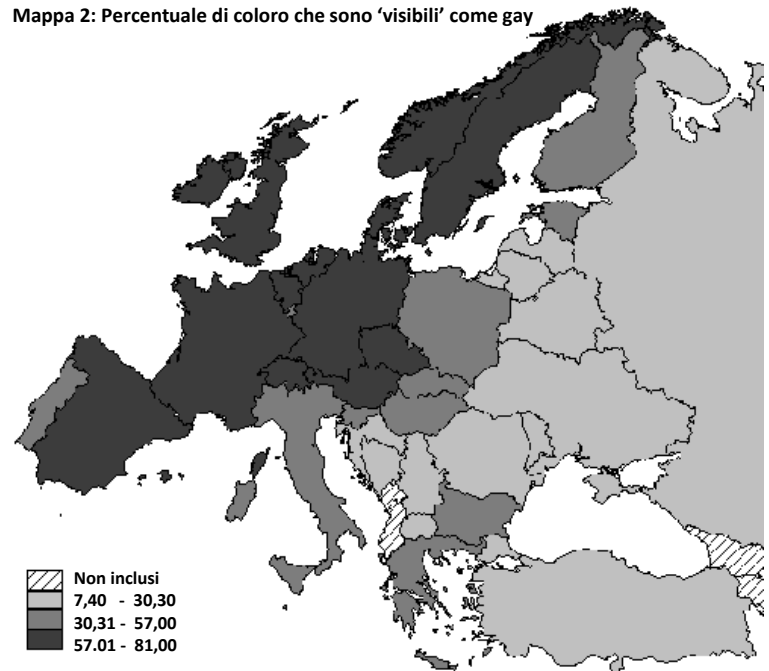 Mappa 2: Percentuale di coloro che sono ‘visibili’ come gay
Non inclusi
7,40 - 30,30
30,31 - 57,00
57.01 - 81,00